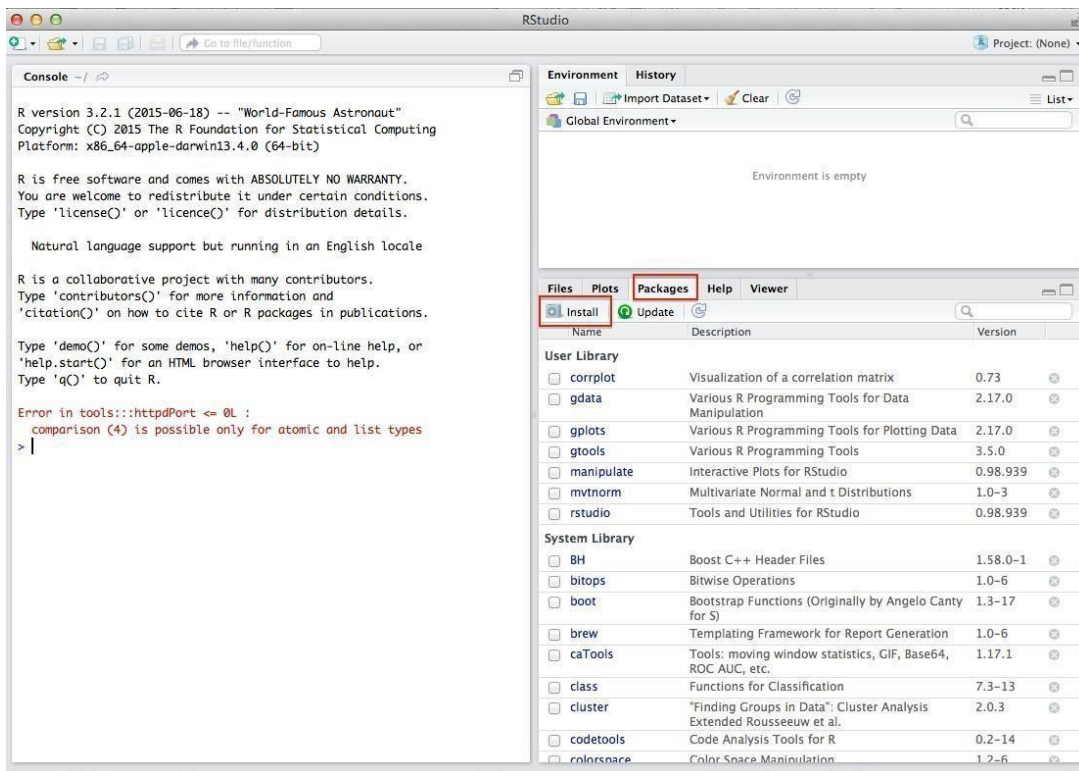 RStudio
Go to file/function
Project: (None)
Console ~/
R version 3.2.1 (2015-06-18) -- "World-Famous Astronaut"
Copyright (C) 2015 The R Foundation for Statistical Computing
Platform: x86_64-apple-darwin13.4.0 (64-bit)
R is free software and comes with ABSOLUTELY NO WARRANTY.
You are welcome to redistribute it under certain conditions.
Type 'license()' or 'licence()' for distribution details.
Natural language support but running in an English locale
R is a collaborative project with many contributors.
Type 'contributors()' for more information and
'citation()' on how to cite R or R packages in publications.
Type 'demo()' for some demos, 'help()' for on-line help, or
'help.start()' for an HTML browser interface to help.
Type 'q()' to quit R.
Error in tools:::httpdPort <= 0L :
comparison (4) is possible only for atomic and list types
>
Environment History
Import Dataset Clear List
Global Environment
Environment is empty
Files Plots Packages Help Viewer
Install Update
Name Description Version
User Library
corrplot Visualization of a correlation matrix 0.73
gdata Various R Programming Tools for Data 2.17.0
Manipulation
gplots Various R Programming Tools for Plotting Data 2.17.0
gtools Various R Programming Tools 3.5.0
manipulate Interactive Plots for RStudio 0.98.939
mvtnorm Multivariate Normal and t Distributions 1.0-3
rstudio Tools and Utilities for RStudio 0.98.939
System Library
BH Boost C++ Header Files 1.58.0-1
bitops Bitwise Operations 1.0-6
boot Bootstrap Functions (Originally by Angelo Canty 1.3-17
for S)
brew Templating Framework for Report Generation 1.0-6
caTools Tools: moving window statistics, GIF, Base64, 1.17.1
ROC AUC, etc.
class Functions for Classification 7.3-13
cluster "Finding Groups in Data": Cluster Analysis 2.0.3
Extended Rousseeuw et al.
codetools Code Analysis Tools for R 0.2-14
colorspace Color Space Manipulation 1.2-6